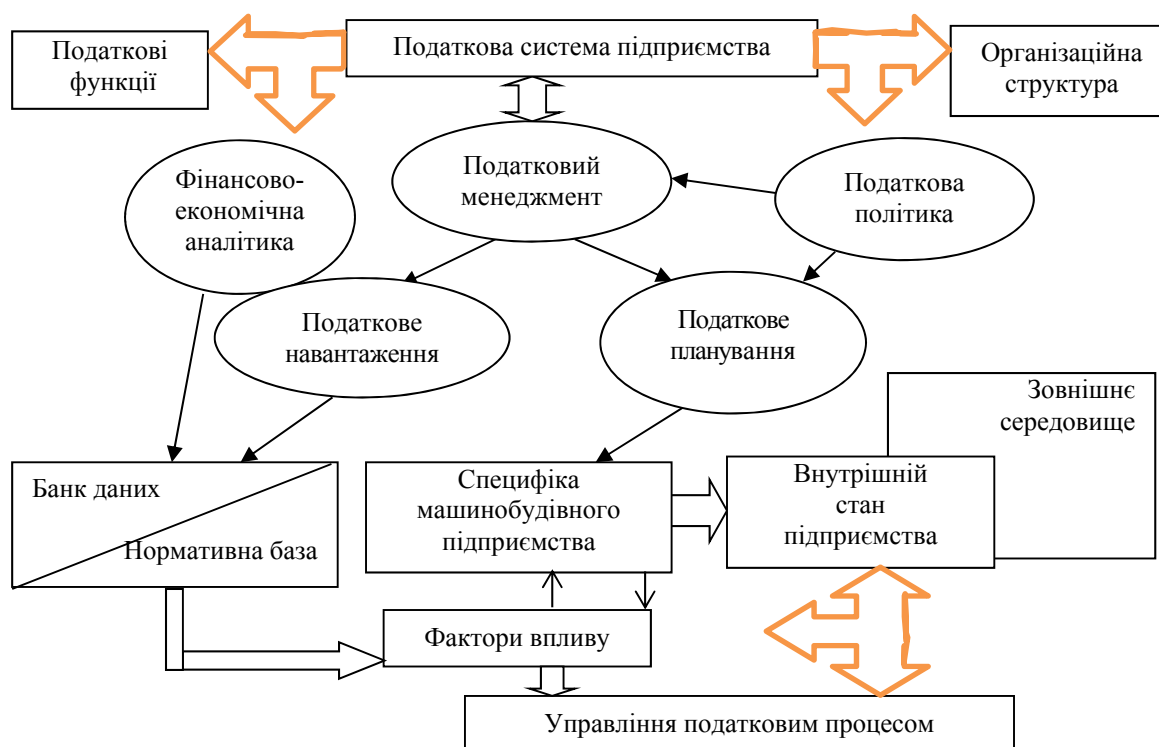 Податкові
функції
Податкова система підприємства
Організаційна
структура
Фінансово-
економічна
аналітика
Податковий
менеджмент
Податкова
політика
Податкове
навантаження
Податкове
планування
Зовнішнє
середовище
Банк даних
Нормативна база
Специфіка
машинобудівного
підприємства
Внутрішній
стан
підприємства
Фактори впливу
Управління податковим процесом